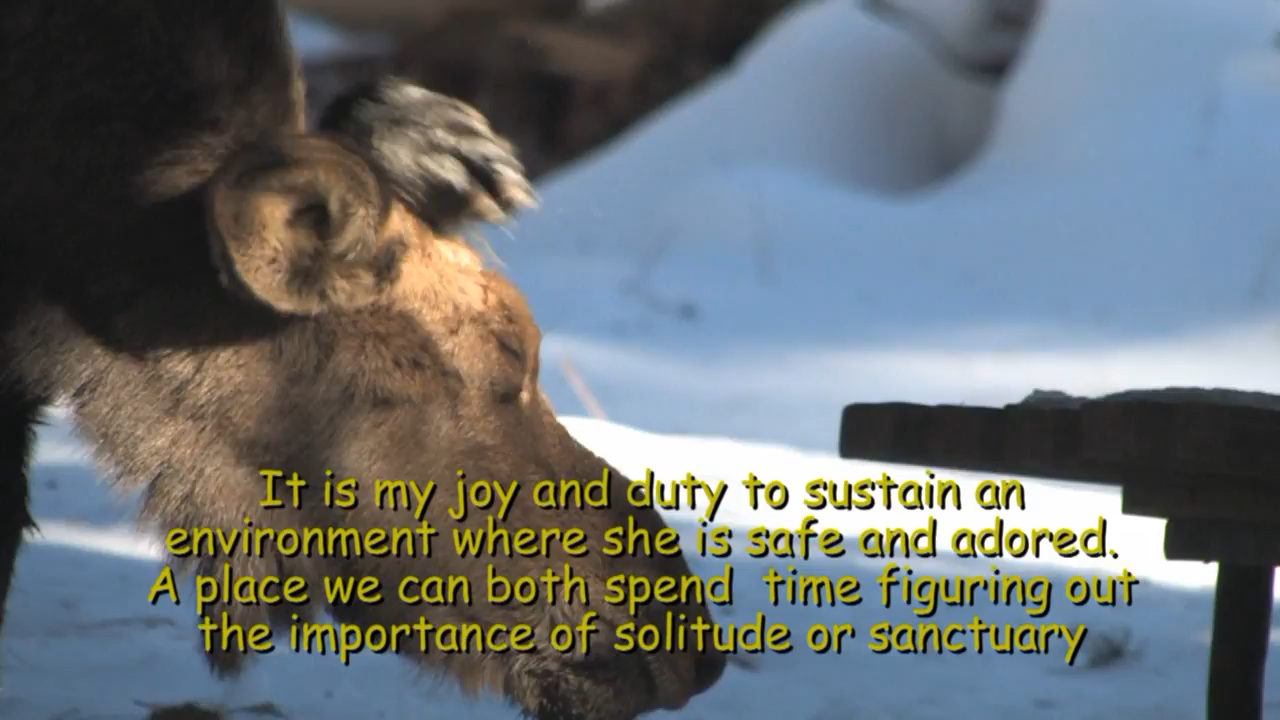 It is my joy and duty to sustain an
environment where she is safe and adored.
A place we can both spend  time figuring out
the importance of solitude or sanctuary